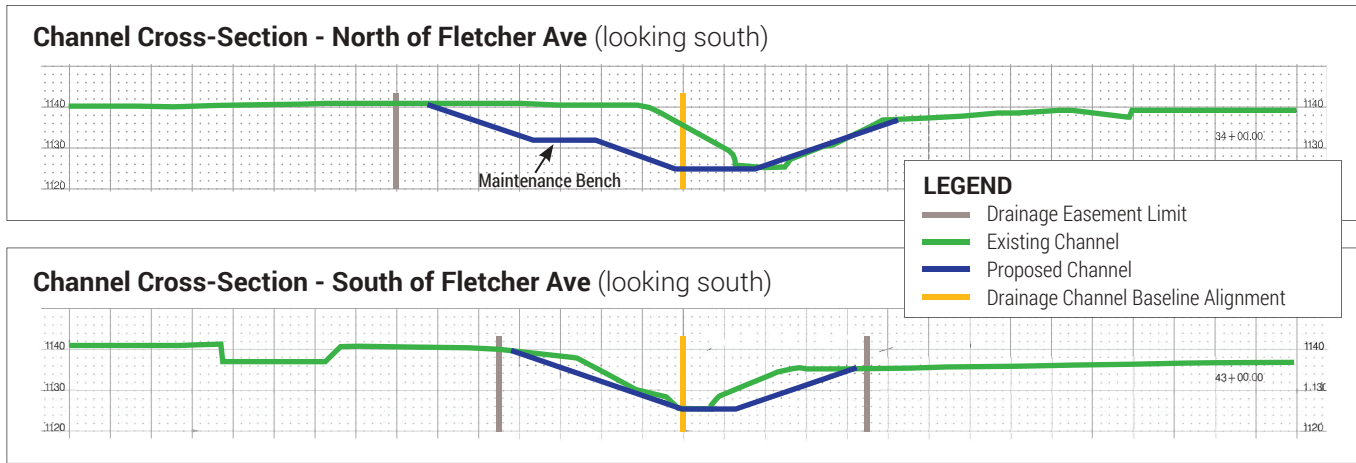 Channel Cross-Section - North of Fletcher Ave (looking south)
1140 1140
34+00.00
1130 1130
Maintenance Bench
1120
LEGEND
Drainage Easement Limit
Existing Channel
Proposed Channel
Drainage Channel Baseline Alignment
Channel Cross-Section - South of Fletcher Ave (looking south)
1140 1140
43+00.00
1130 1.130
1120 1120